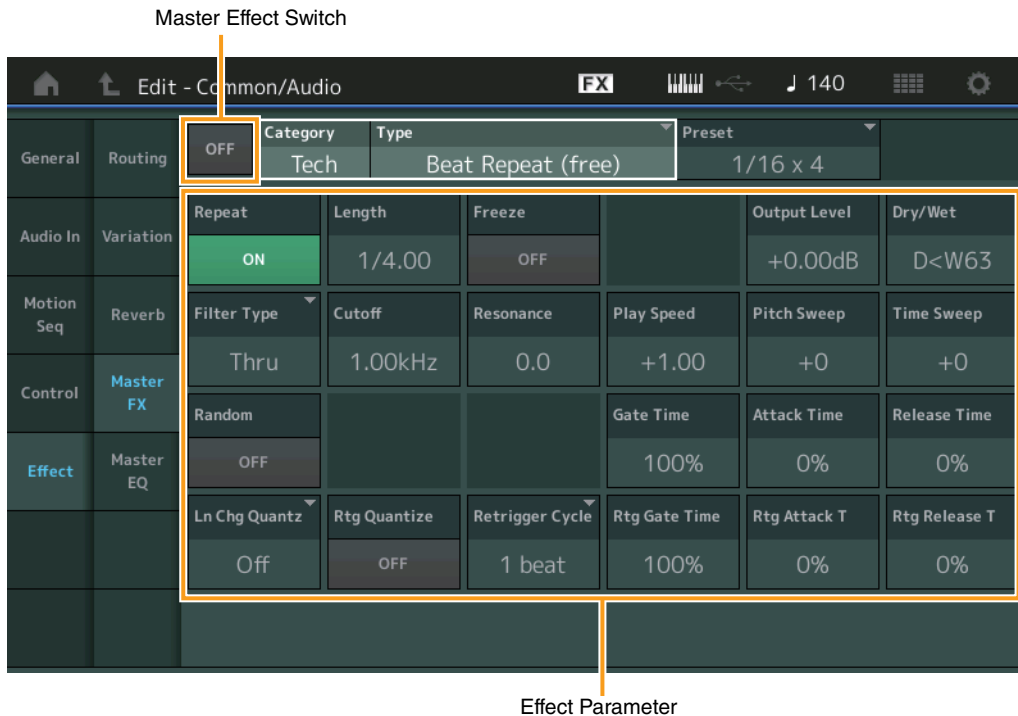 Master Effect Switch
Edit - Common/Audio FX ♩ 140
General Routing OFF Category Type Preset
Tech Beat Repeat (free) 1/16 x 4
Audio In Variation Repeat Length Freeze Output Level Dry/Wet
ON 1/4.00 OFF +0.00dB D<W63
Motion Seq Reverb Filter Type Cutoff Resonance Play Speed Pitch Sweep Time Sweep
Thru 1.00kHz 0.0 +1.00 +0 +0
Control Master FX Random Gate Time Attack Time Release Time
OFF 100% 0% 0%
Effect Master EQ Ln Chg Quantz Rtg Quantize Retrigger Cycle Rtg Gate Time Rtg Attack T Rtg Release T
Off OFF 1 beat 100% 0% 0%
Effect Parameter